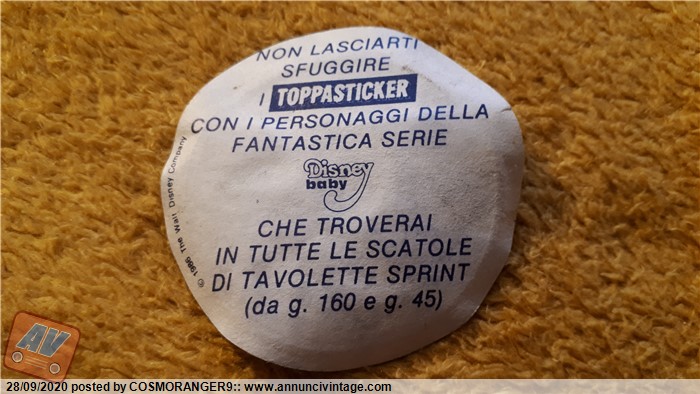 NON LASCIARTI
SFUGGIRE
I TOPPASTICKER
CON I PERSONAGGI DELLA
FANTASTICA SERIE
Disney
baby
CHE TROVERAI
IN TUTTE LE SCATOLE
DI TAVOLETTE SPRINT
(da g. 160 e g. 45)
© 1986 The Walt Disney Company
AV
28/09/2020 posted by COSMORANGER9:: www.annuncivintage.com